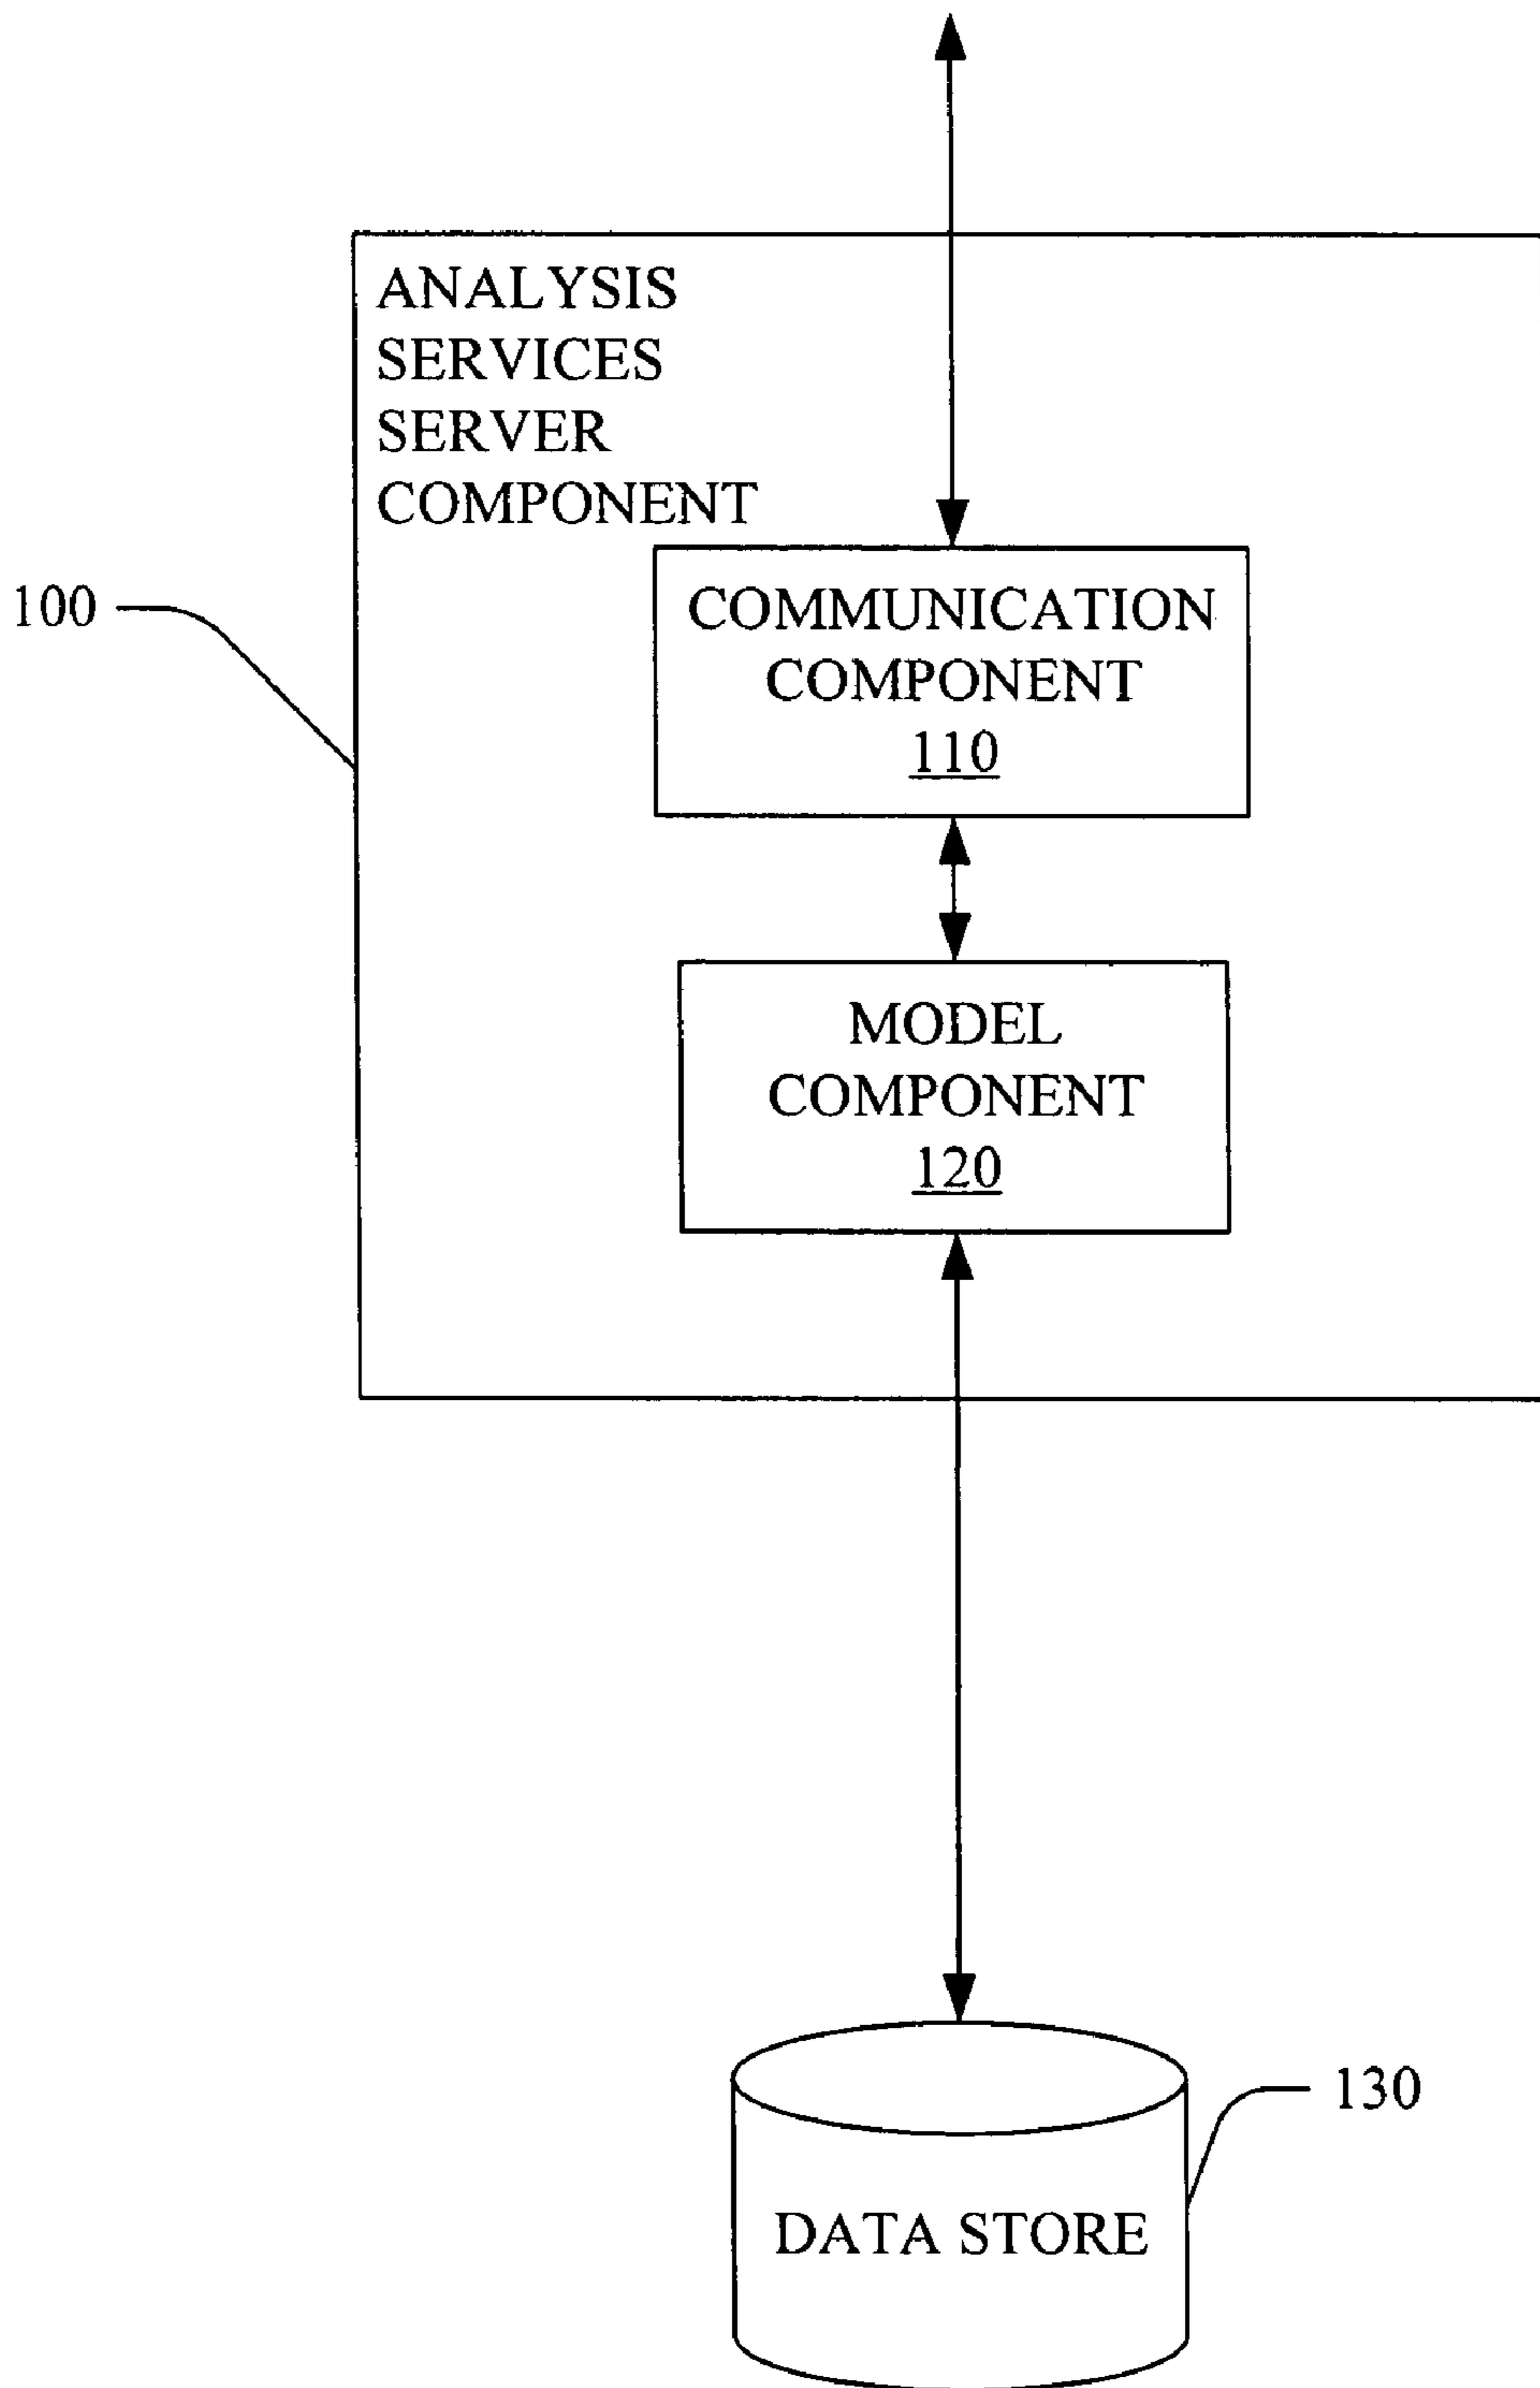 ANALYSIS
SERVICES
SERVER
COMPONENT
100
COMMUNICATION
COMPONENT
110
MODEL
COMPONENT
120
130
DATA STORE